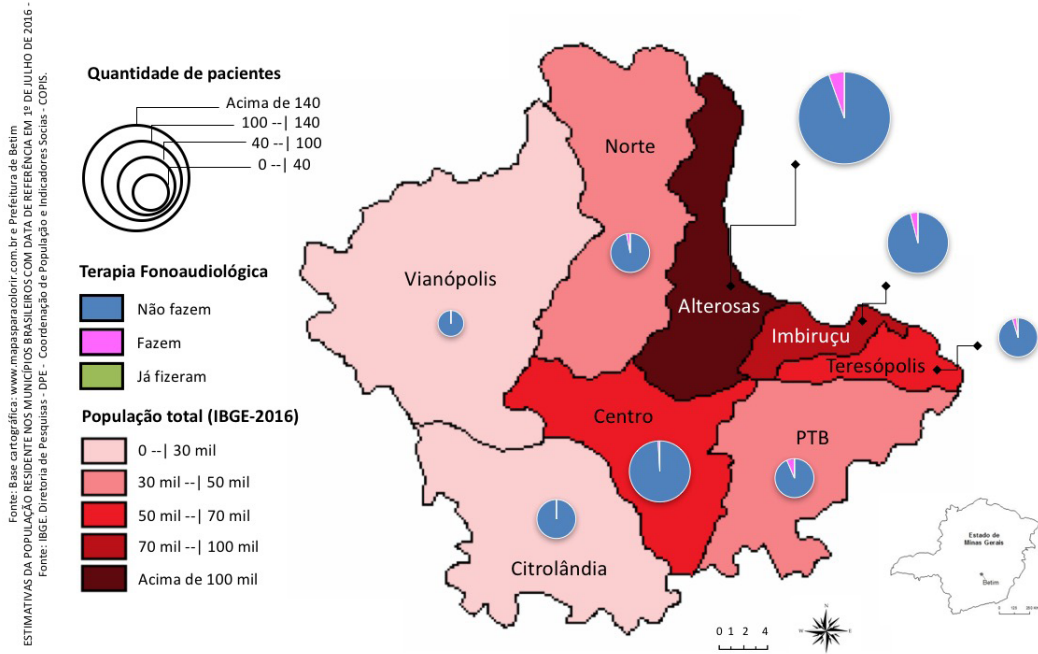 Fonte: Base cartográfica: www.mapasparacolorir.com.br e Prefeitura de Betim
ESTIMATIVAS DA POPULAÇÃO RESIDENTE NOS MUNICÍPIOS BRASILEIROS COM DATA DE REFERÊNCIA EM 1º DE JULHO DE 2016 -
Fonte: IBGE. Diretoria de Pesquisas - DPE - Coordenação de População e Indicadores Socias - COPIS.
Quantidade de pacientes
Acima de 140
100 --| 140
40 --| 100
0 --| 40
Terapia Fonoaudiológica
Não fazem
Fazem
Já fizeram
População total (IBGE-2016)
0 --| 30 mil
30 mil --| 50 mil
50 mil --| 70 mil
70 mil --| 100 mil
Acima de 100 mil
Norte
Vianópolis
Alterosas
Imbiruçu
Teresópolis
Centro
PTB
Citrolândia
Estado de
Minas Gerais
Betim
0 125 250
0 1 2 4
N
W E
S